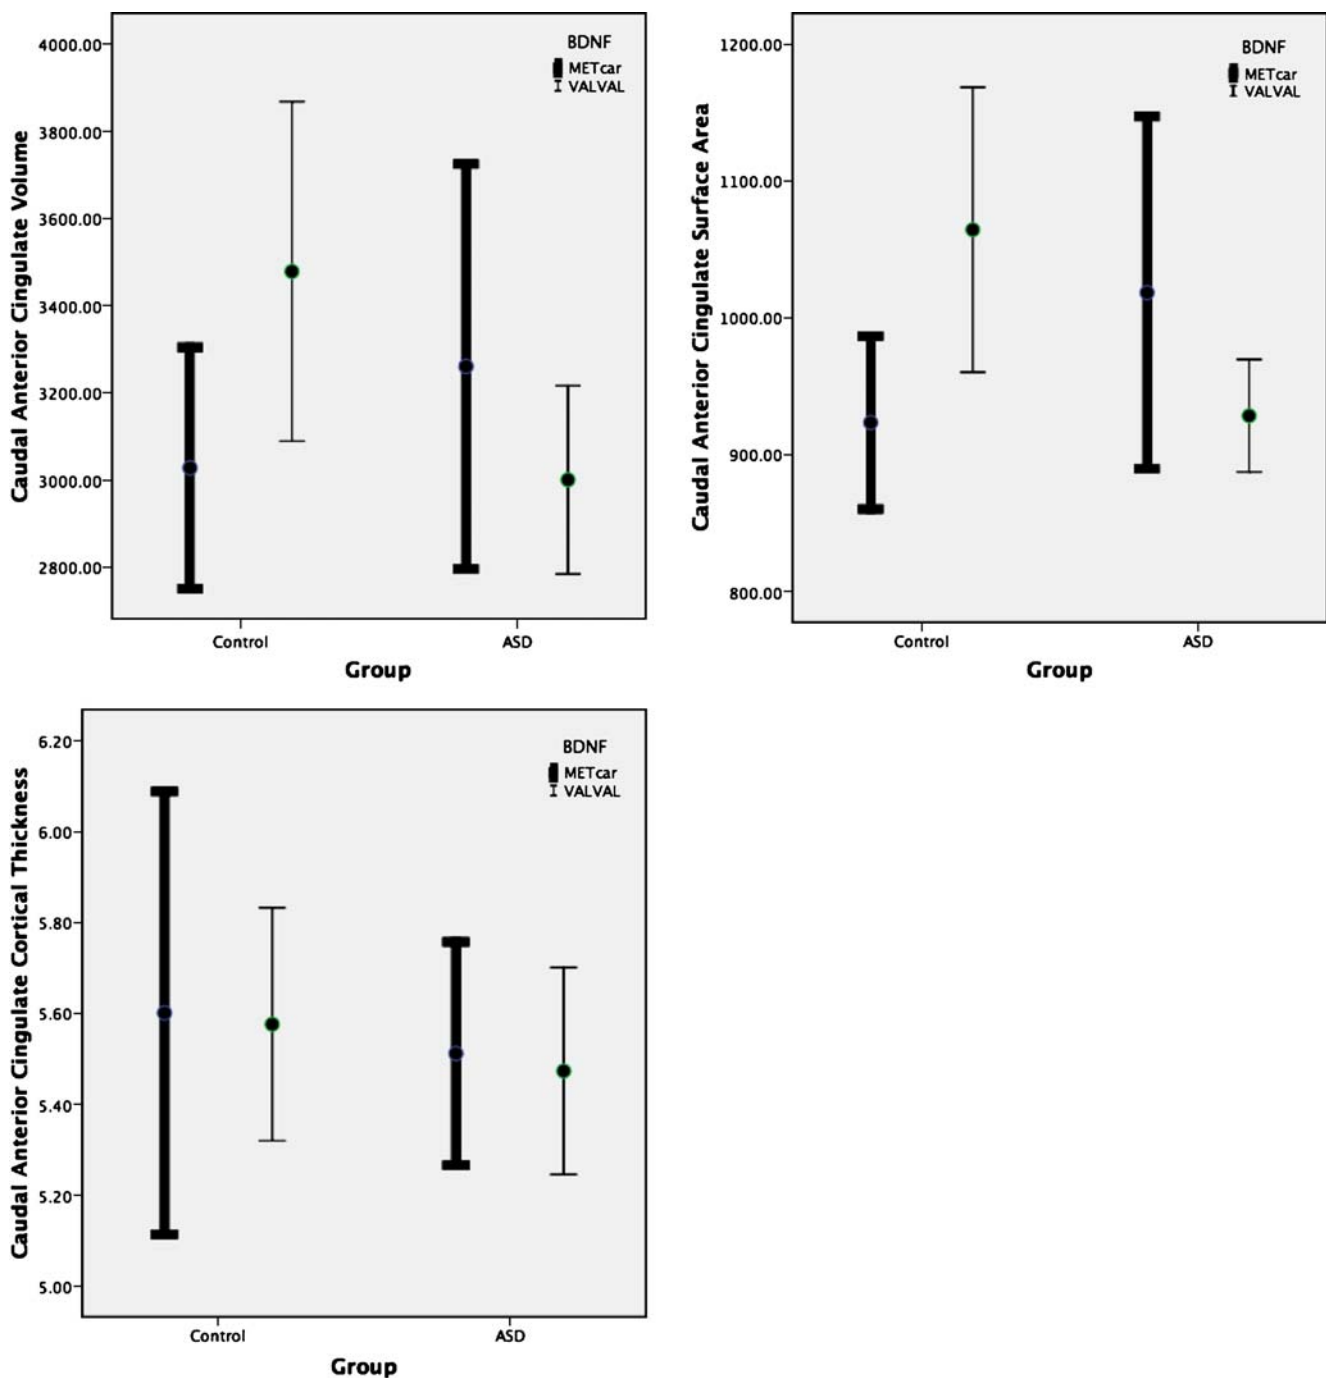 Caudal Anterior Cingulate Volume
4000.00
3800.00
3600.00
3400.00
3200.00
3000.00
2800.00
BDNF
METcar
VALVAL
Control
ASD
Group
Caudal Anterior Cingulate Surface Area
1200.00
1100.00
1000.00
900.00
800.00
BDNF
METcar
VALVAL
Control
ASD
Group
Caudal Anterior Cingulate Cortical Thickness
6.20
6.00
5.80
5.60
5.40
5.20
5.00
BDNF
METcar
VALVAL
Control
ASD
Group